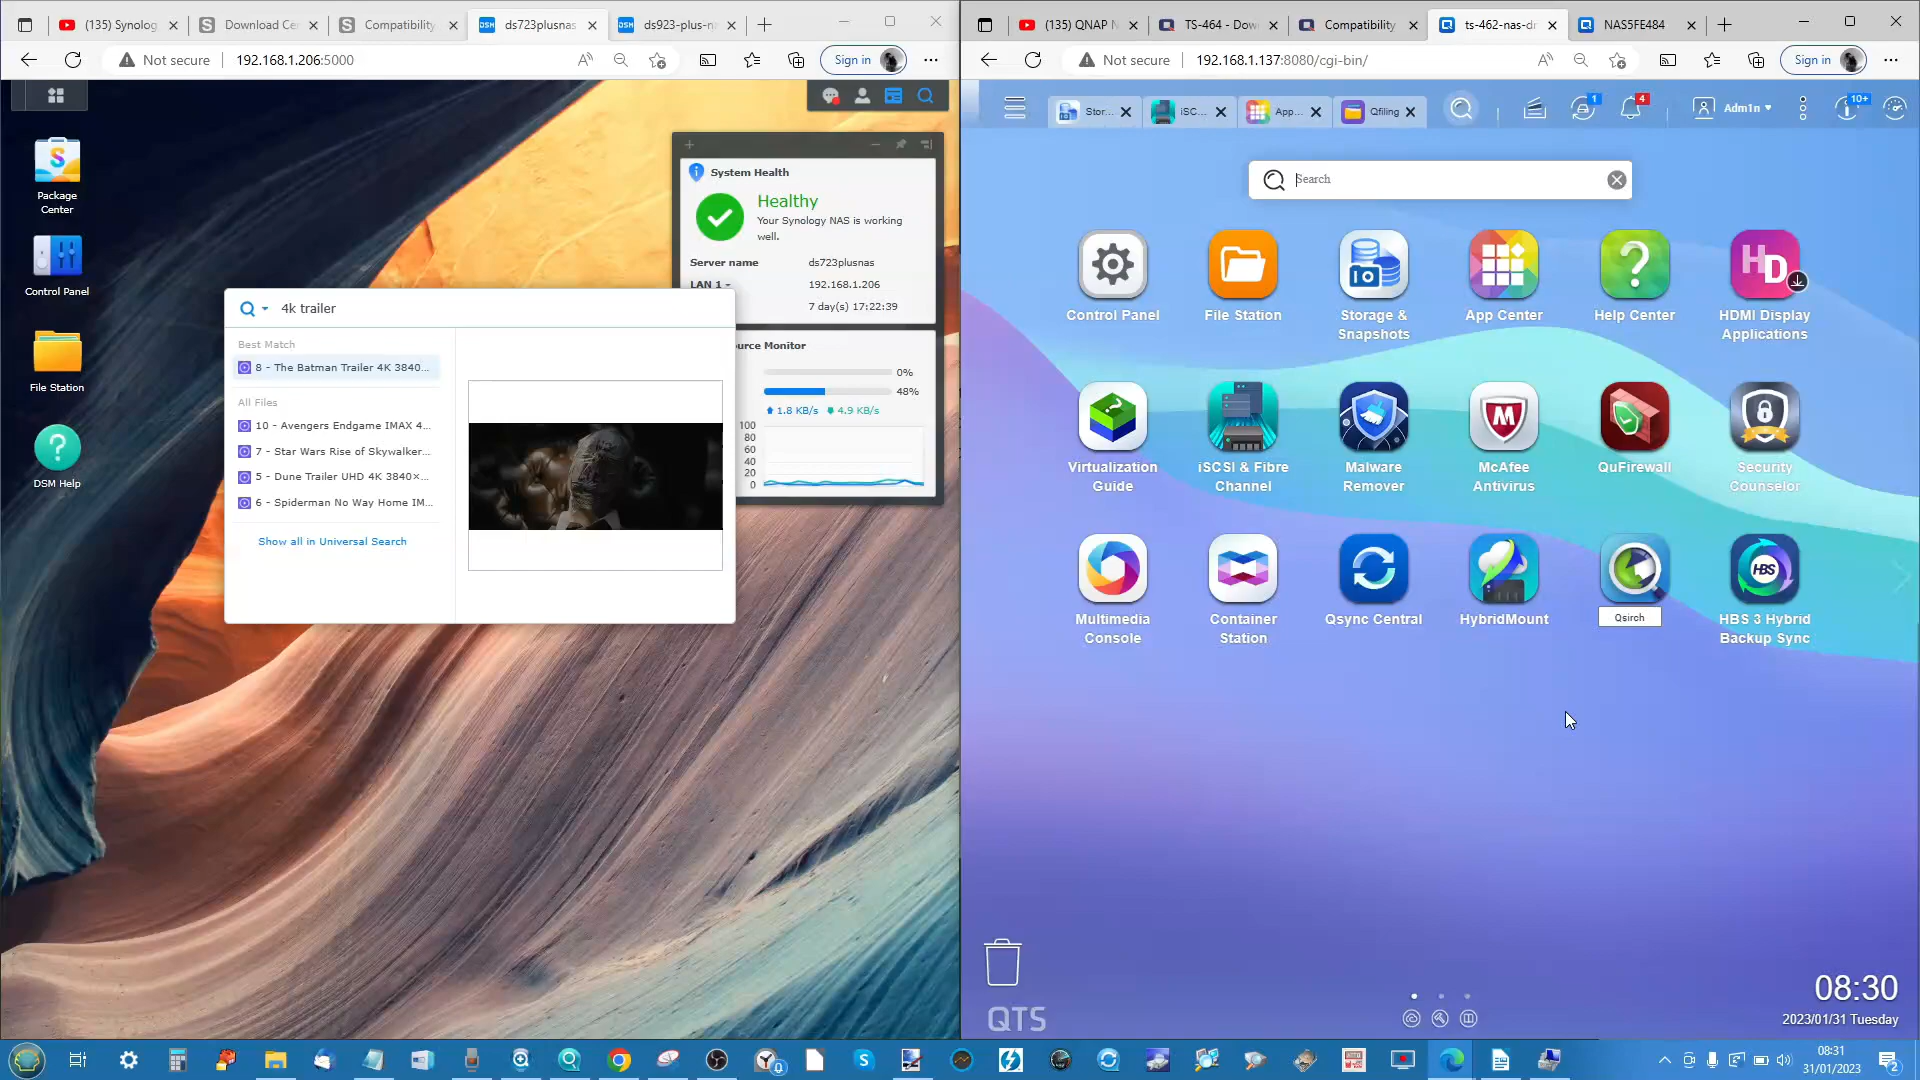 (135) Synolog
Download Ce
Compatibility
ds723plusnas
ds923-plus-n
Not secure
192.168.1.206:5000
Sign in
Package
Center
Control Panel
File Station
DSM Help
System Health
Healthy
Your Synology NAS is working
well.
Server name
ds723plusnas
LAN 1
192.168.1.206
7 day(s) 17:22:39
ource Monitor
0%
48%
1.8 KB/s
4.9 KB/s
100
80
60
40
20
0
4k trailer
Best Match
8 - The Batman Trailer 4K 3840...
All Files
10 - Avengers Endgame IMAX 4...
7 - Star Wars Rise of Skywalker...
5 - Dune Trailer UHD 4K 3840×...
6 - Spiderman No Way Home IM...
Show all in Universal Search
(135) QNAP N
TS-464 - Dow
Compatibility
ts-462-nas-dr
NAS5FE484
Not secure
192.168.1.137:8080/cgi-bin/
Sign in
Stor...
iSC...
App...
Qfiling
1
4
Adm1n
10+
Search
Control Panel
File Station
Storage &
Snapshots
App Center
Help Center
HD
HDMI Display
Applications
Virtualization
Guide
iSCSI & Fibre
Channel
Malware
Remover
McAfee
Antivirus
QuFirewall
Security
Counselor
Multimedia
Console
Container
Station
Qsync Central
HybridMount
Qsirch
HBS
HBS 3 Hybrid
Backup Sync
QTS
08:30
2023/01/31 Tuesday
08:31
31/01/2023
2